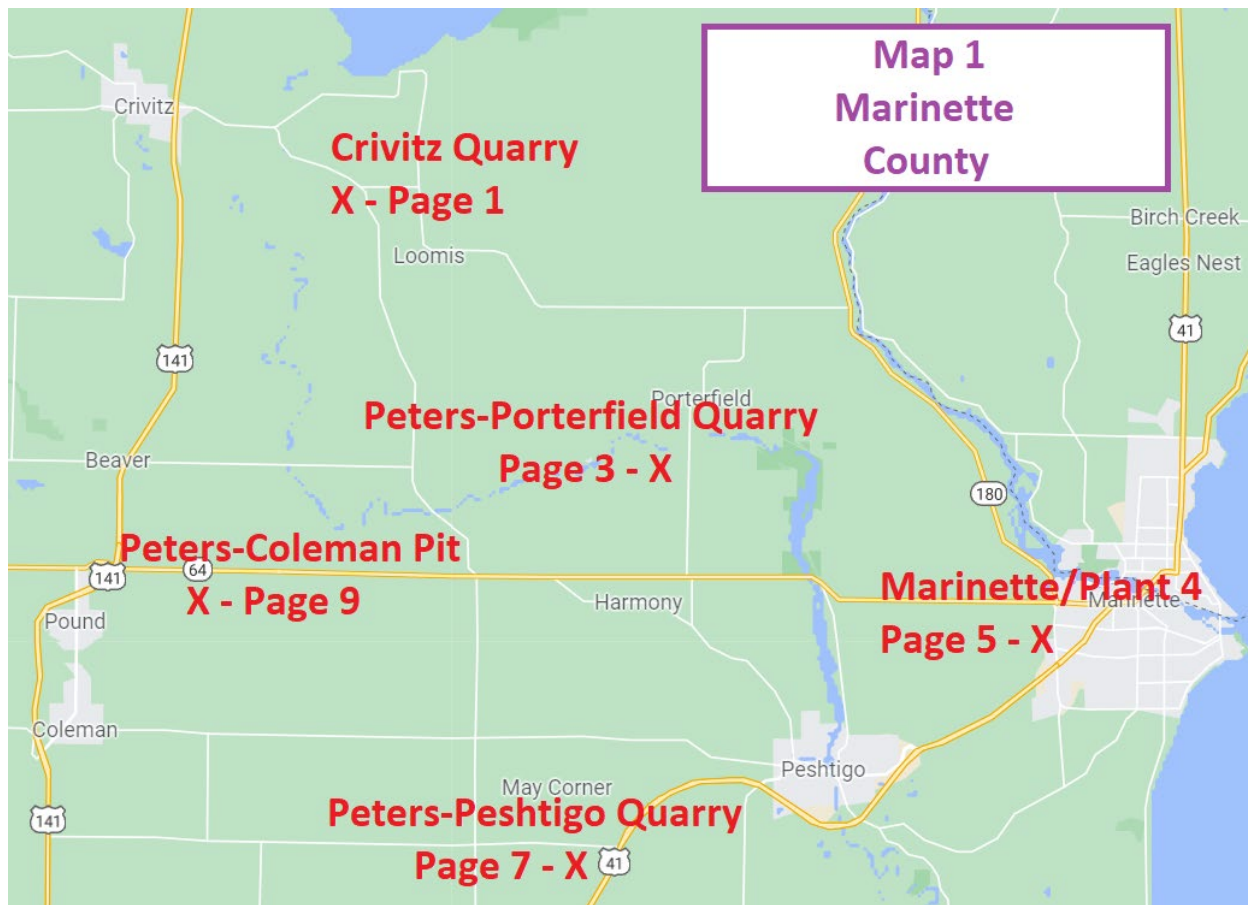 Map 1
Marinette
County
Crivitz
Crivitz Quarry
X - Page 1
Birch Creek
Loomis
Eagles Nest
41
141
Porterfield
Peters-Porterfield Quarry
Beaver
Page 3 - X
180
Peters-Coleman Pit
141
64
X - Page 9
Harmony
Marinette/Plant 4
Marinette
Pound
Page 5 - X
Coleman
Peshtigo
May Corner
Peters-Peshtigo Quarry
141
Page 7 - X
41